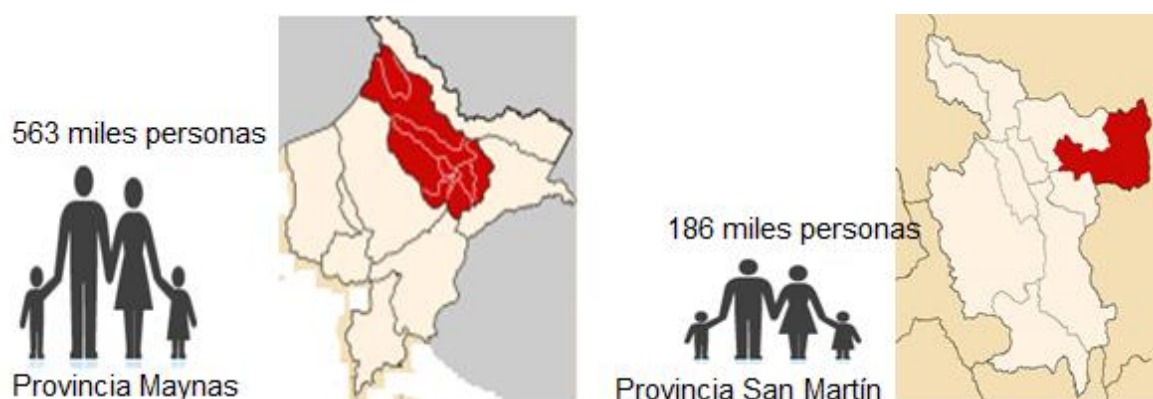 563 miles personas
Provincia Maynas
186 miles personas
Provincia San Martín